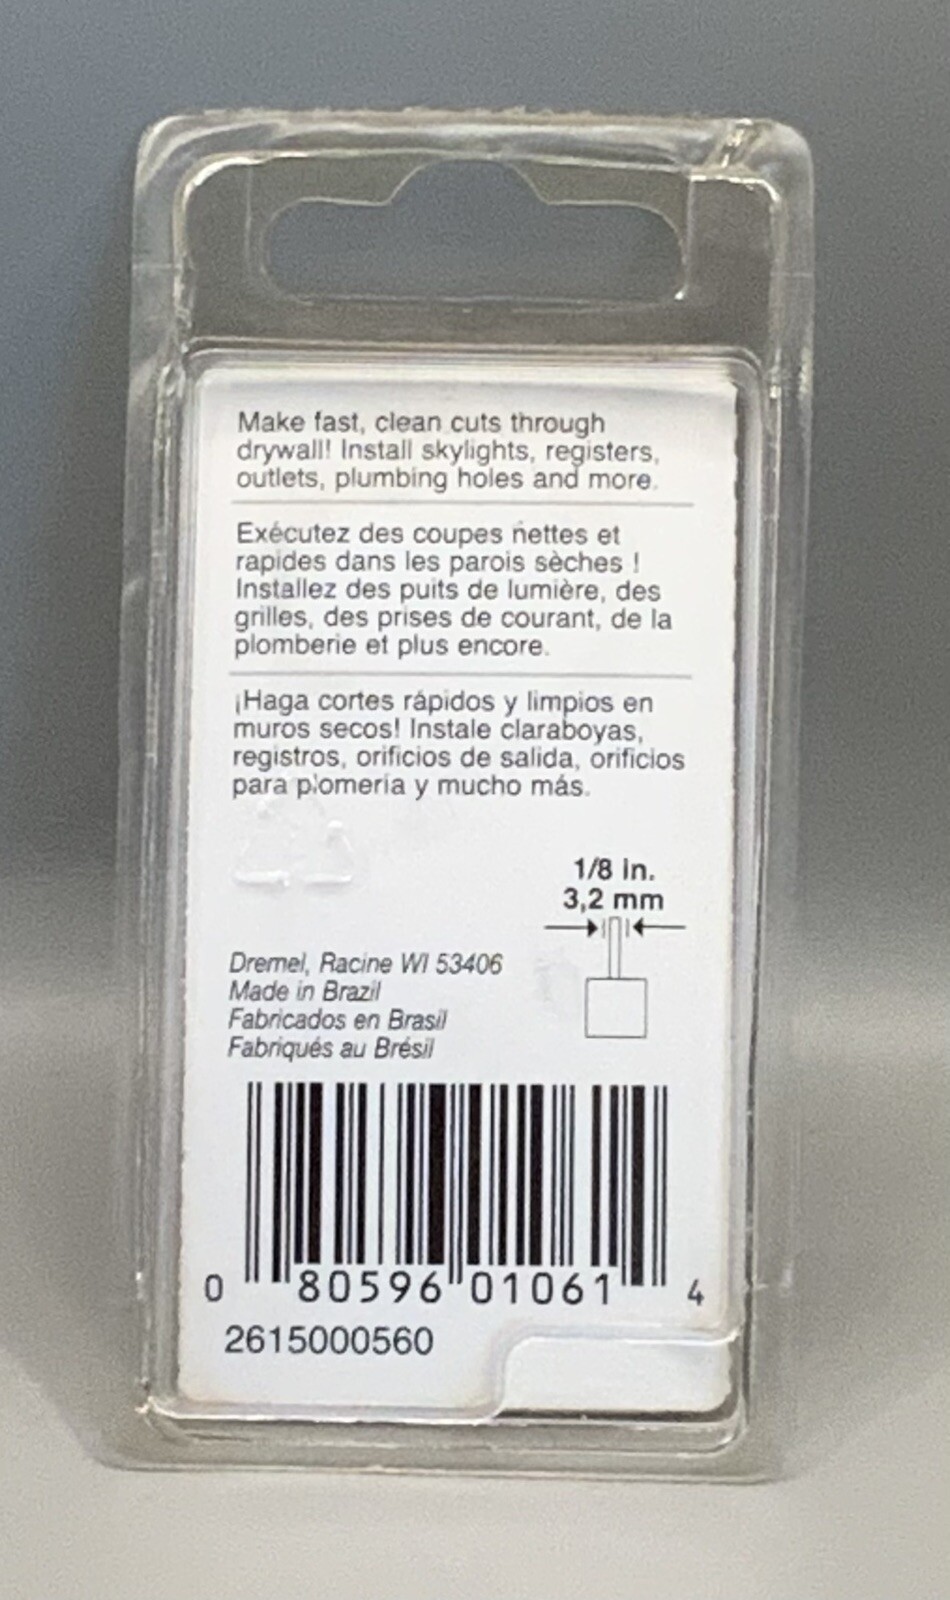 Make fast, clean cuts through
drywall! Install skylights, registers,
outlets, plumbing holes and more.
Exécutez des coupes nettes et
rapides dans les parois sèches !
Installez des puits de lumière, des
grilles, des prises de courant, de la
plomberie et plus encore.
¡Haga cortes rápidos y limpios en
muros secos! Instale claraboyas,
registros, orificios de salida, orificios
para plomería y mucho más.
1/8 in.
3,2 mm
Dremel, Racine WI 53406
Made in Brazil
Fabricados en Brasil
Fabriqués au Brésil
0 80596 01061 4
2615000560